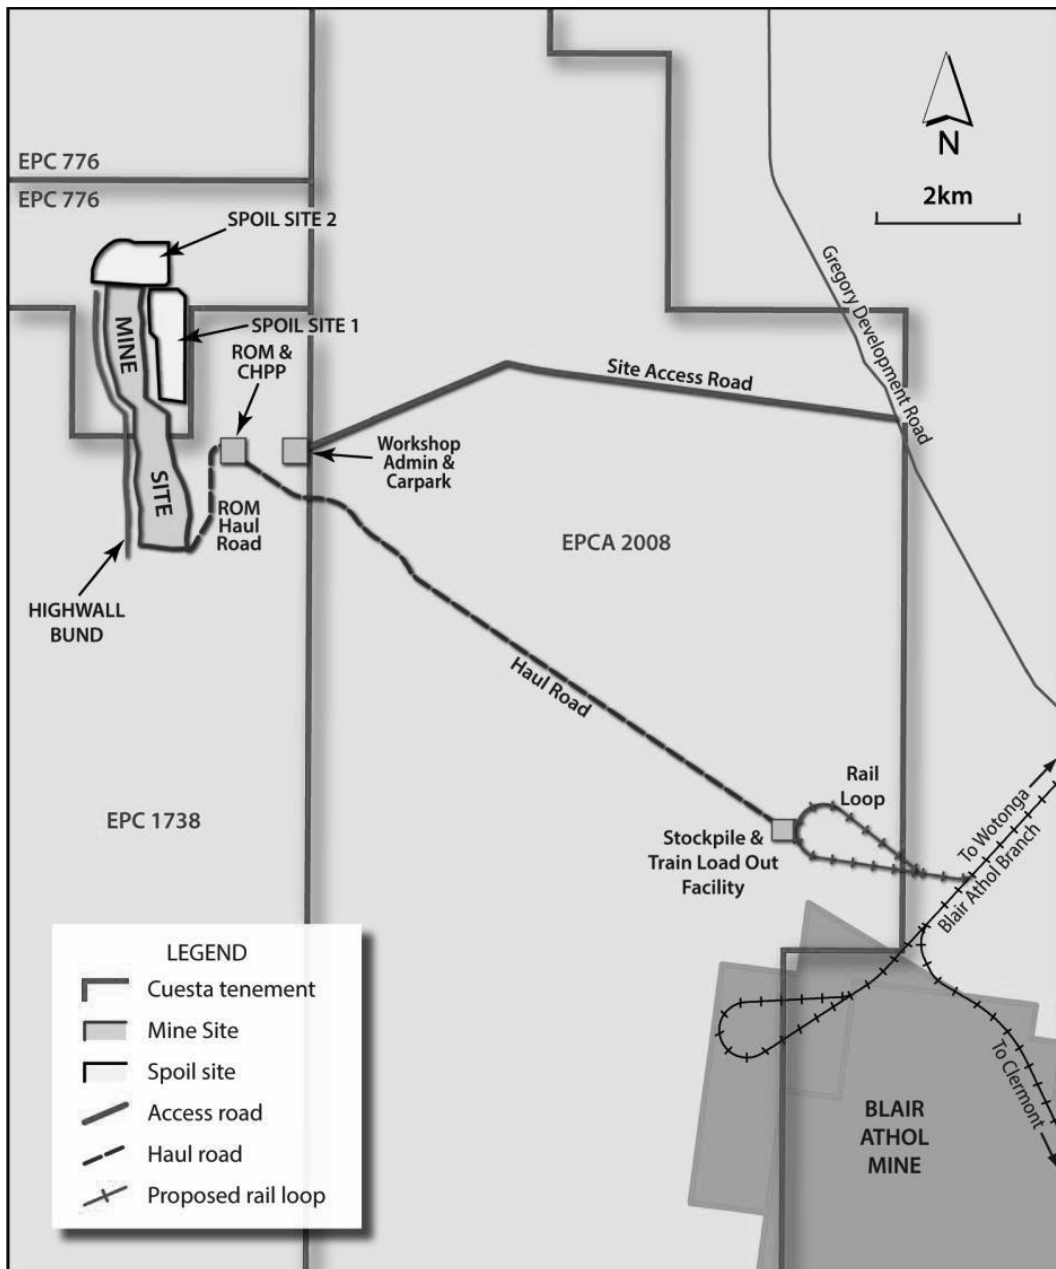 EPC 776
EPC 776
SPOIL SITE 2
N
2km
Gregory Development Road
MINE
SITE
SPOIL SITE 1
ROM &
CHPP
Site Access Road
Workshop
Admin &
Carpark
ROM
Haul
Road
EPCA 2008
HIGHWALL
BUND
Haul Road
EPC 1738
Rail
Loop
Stockpile &
Train Load Out
Facility
To Wotonga
Blair Athol Branch
To Clermont
BLAIR
ATHOL
MINE
LEGEND
Cuesta tenement
Mine Site
Spoil site
Access road
Haul road
Proposed rail loop